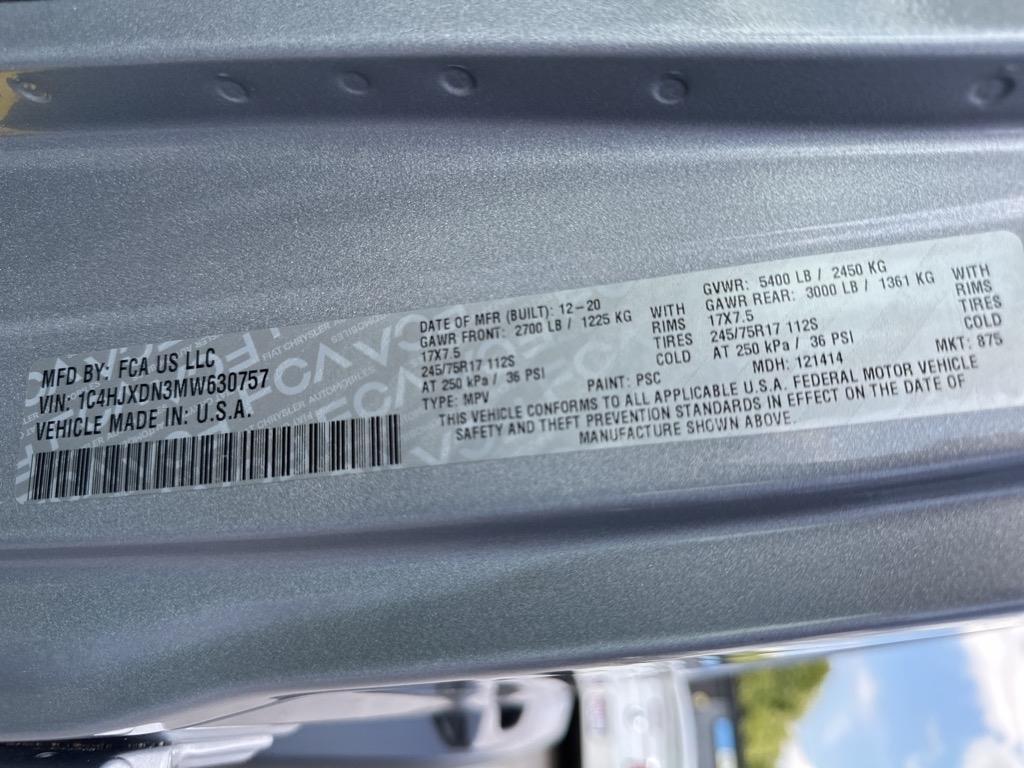 MFD BY: FCA US LLC
VIN: 1C4HJXDN3MW630757
VEHICLE MADE IN: U.S.A.
DATE OF MFR (BUILT): 12-20
GAWR FRONT: 2700 LB / 1225 KG WITH
17X7.5 RIMS
245/75R17 112S TIRES
AT 250 kPa / 36 PSI COLD
TYPE: MPV
PAINT: PSC
GVWR: 5400 LB / 2450 KG
GAWR REAR: 3000 LB / 1361 KG WITH
17X7.5 RIMS
245/75R17 112S TIRES
AT 250 kPa / 36 PSI COLD
MDH: 121414 MKT: 875
THIS VEHICLE CONFORMS TO ALL APPLICABLE U.S.A. FEDERAL MOTOR VEHICLE
SAFETY AND THEFT PREVENTION STANDARDS IN EFFECT ON THE DATE OF
MANUFACTURE SHOWN ABOVE.